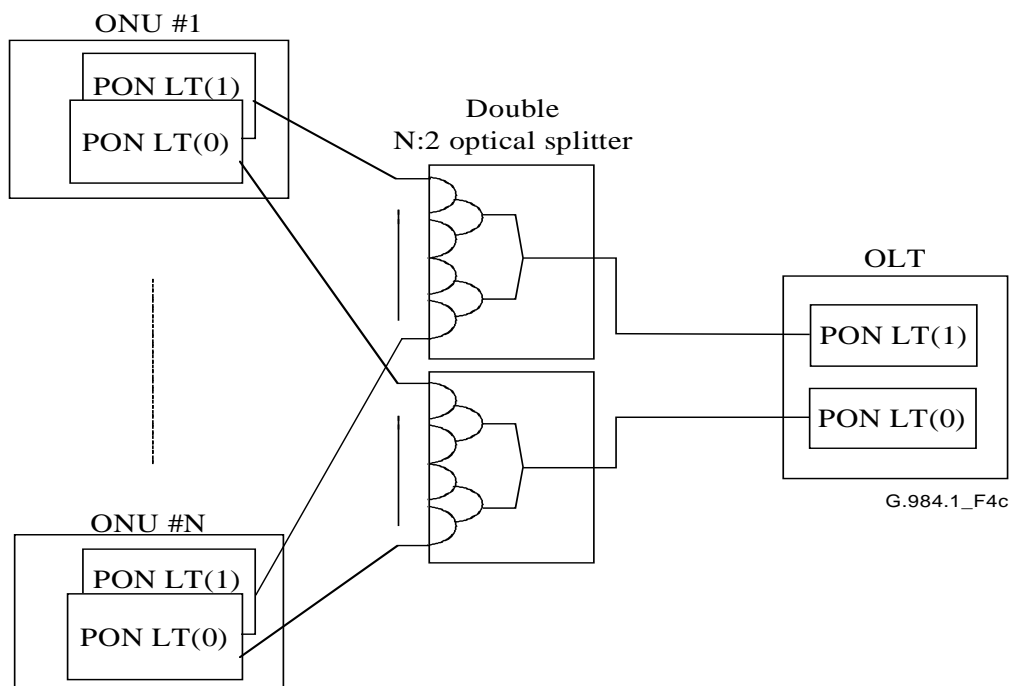 ONU #1
PON LT(1)
PON LT(0)
Double
N:2 optical splitter
OLT
PON LT(1)
PON LT(0)
G.984.1_F4c
ONU #N
PON LT(1)
PON LT(0)